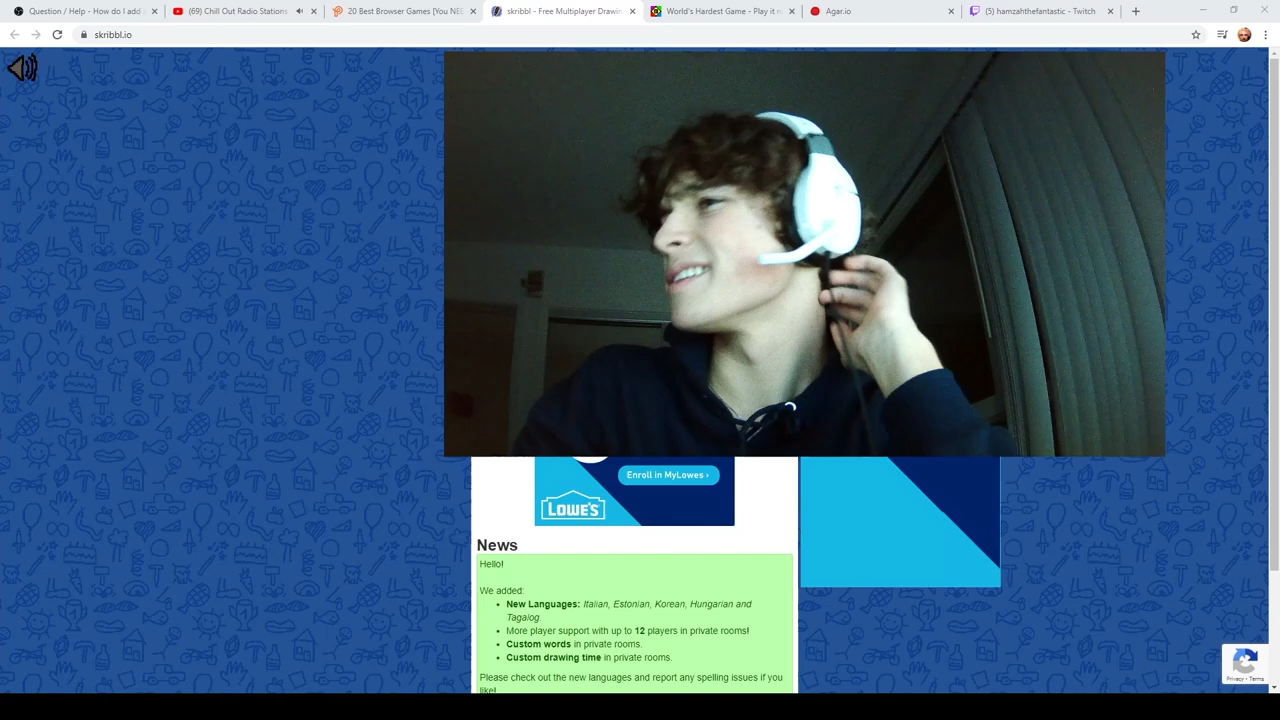 Question / Help - How do I add a
(69) Chill Out Radio Stations
20 Best Browser Games [You NEE
skribbl - Free Multiplayer Drawin
World's Hardest Game - Play it n
Agar.io
(5) hamzahthefantastic - Twitch
skribbl.io
Enroll in MyLowes ›
LOWE'S
News
Hello!
We added:
New Languages: Italian, Estonian, Korean, Hungarian and
Tagalog.
More player support with up to 12 players in private rooms!
Custom words in private rooms.
Custom drawing time in private rooms.
Please check out the new languages and report any spelling issues if you
like!
Privacy - Terms